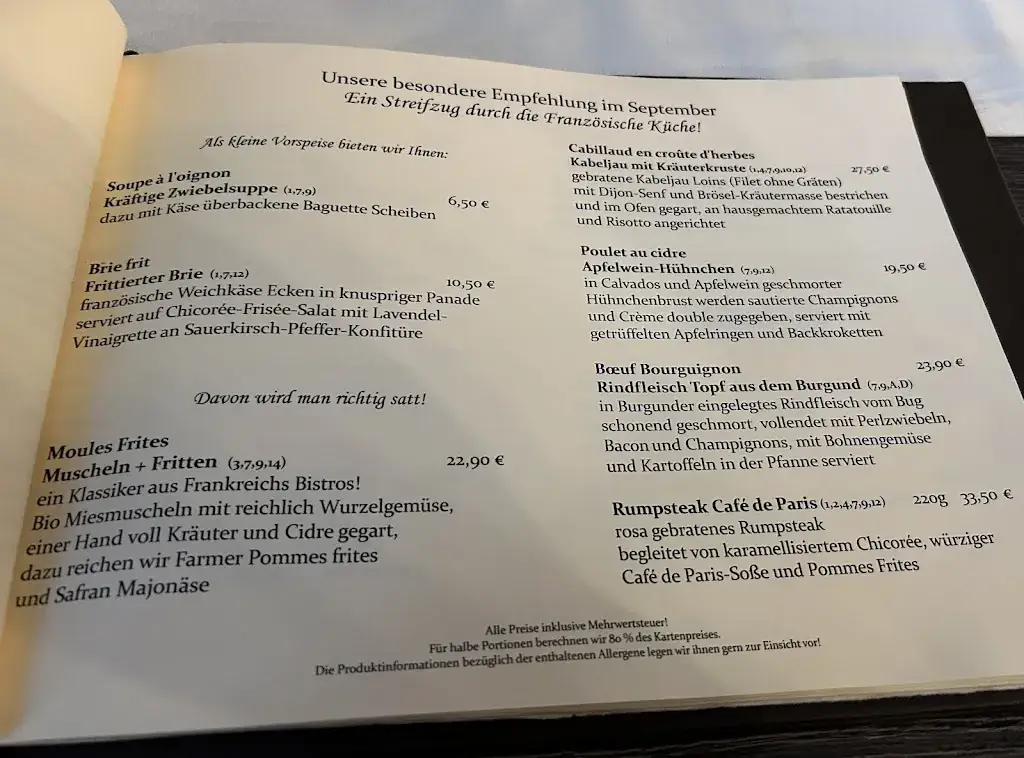 Unsere besondere Empfehlung im September
Ein Streifzug durch die Französische Küche!
Als kleine Vorspeise bieten wir Ihnen:
Soupe à l'oignon
Kräftige Zwiebelsuppe (1,7,9) 6,50 €
dazu mit Käse überbackene Baguette Scheiben
Brie frit
Frittierter Brie (1,7,12) 10,50 €
französische Weichkäse Ecken in knuspriger Panade
serviert auf Chicorée-Frisée-Salat mit Lavendel-
Vinaigrette an Sauerkirsch-Pfeffer-Konfitüre
Davon wird man richtig satt!
Moules Frites
Muscheln + Fritten (3,7,9,14) 22,90 €
ein Klassiker aus Frankreichs Bistros!
Bio Miesmuscheln mit reichlich Wurzelgemüse,
einer Hand voll Kräuter und Cidre gegart,
dazu reichen wir Farmer Pommes frites
und Safran Majonäse
Cabillaud en croûte d'herbes
Kabeljau mit Kräuterkruste (1,4,7,9,10,12) 27,50 €
gebratene Kabeljau Loins (Filet ohne Gräten)
mit Dijon-Senf und Brösel-Kräutermasse bestrichen
und im Ofen gegart, an hausgemachtem Ratatouille
und Risotto angerichtet
Poulet au cidre
Apfelwein-Hühnchen (7,9,12) 19,50 €
in Calvados und Apfelwein geschmorter
Hühnchenbrust werden sautierte Champignons
und Crème double zugegeben, serviert mit
getrüffelten Apfelringen und Backkroketten
Bœuf Bourguignon 23,90 €
Rindfleisch Topf aus dem Burgund (7,9,A,D)
in Burgunder eingelegtes Rindfleisch vom Bug
schonend geschmort, vollendet mit Perlzwiebeln,
Bacon und Champignons, mit Bohnengemüse
und Kartoffeln in der Pfanne serviert
Rumpsteak Café de Paris (1,2,4,7,9,12) 220g 33,50 €
rosa gebratenes Rumpsteak
begleitet von karamellisiertem Chicorée, würziger
Café de Paris-Soße und Pommes Frites
Alle Preise inklusive Mehrwertsteuer!
Für halbe Portionen berechnen wir 80 % des Kartenpreises.
Die Produktinformationen bezüglich der enthaltenen Allergene legen wir ihnen gern zur Einsicht vor!